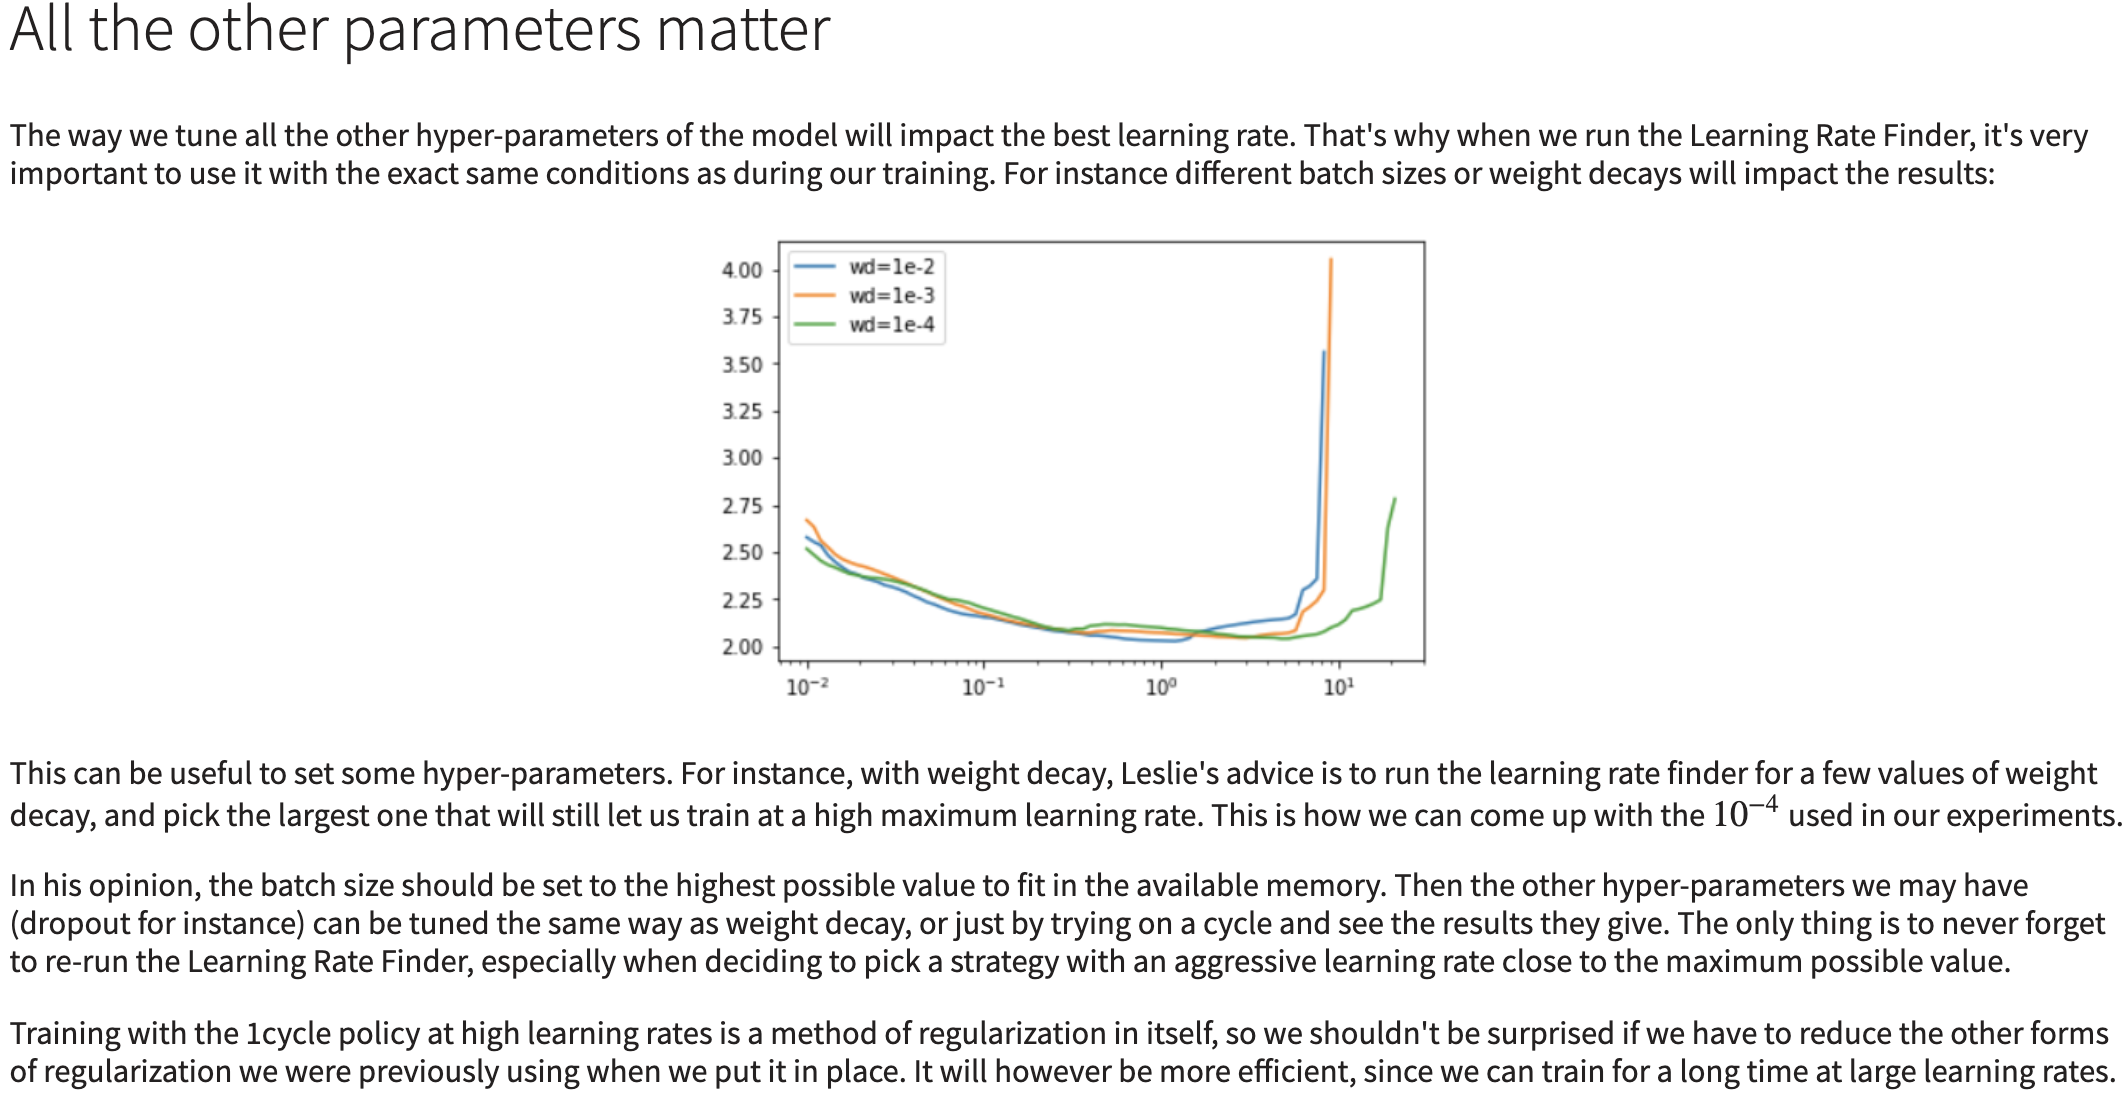 All the other parameters matter
The way we tune all the other hyper-parameters of the model will impact the best learning rate. That's why when we run the Learning Rate Finder, it's very
important to use it with the exact same conditions as during our training. For instance different batch sizes or weight decays will impact the results:
wd=1e-2
wd=1e-3
wd=1e-4
4.00
3.75
3.50
3.25
3.00
2.75
2.50
2.25
2.00
10⁻² 10⁻¹ 10⁰ 10¹
This can be useful to set some hyper-parameters. For instance, with weight decay, Leslie's advice is to run the learning rate finder for a few values of weight
decay, and pick the largest one that will still let us train at a high maximum learning rate. This is how we can come up with the 10⁻⁴ used in our experiments.
In his opinion, the batch size should be set to the highest possible value to fit in the available memory. Then the other hyper-parameters we may have
(dropout for instance) can be tuned the same way as weight decay, or just by trying on a cycle and see the results they give. The only thing is to never forget
to re-run the Learning Rate Finder, especially when deciding to pick a strategy with an aggressive learning rate close to the maximum possible value.
Training with the 1cycle policy at high learning rates is a method of regularization in itself, so we shouldn't be surprised if we have to reduce the other forms
of regularization we were previously using when we put it in place. It will however be more efficient, since we can train for a long time at large learning rates.